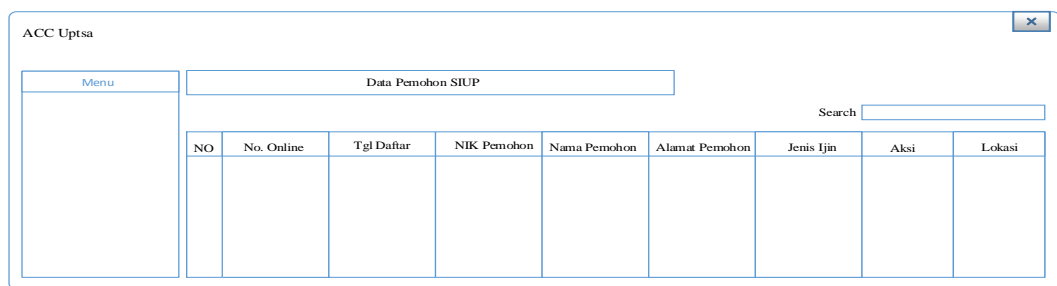 ACC Uptsa
Menu
Data Pemohon SIUP
Search
NO No. Online Tgl Daftar NIK Pemohon Nama Pemohon Alamat Pemohon Jenis Ijin Aksi Lokasi